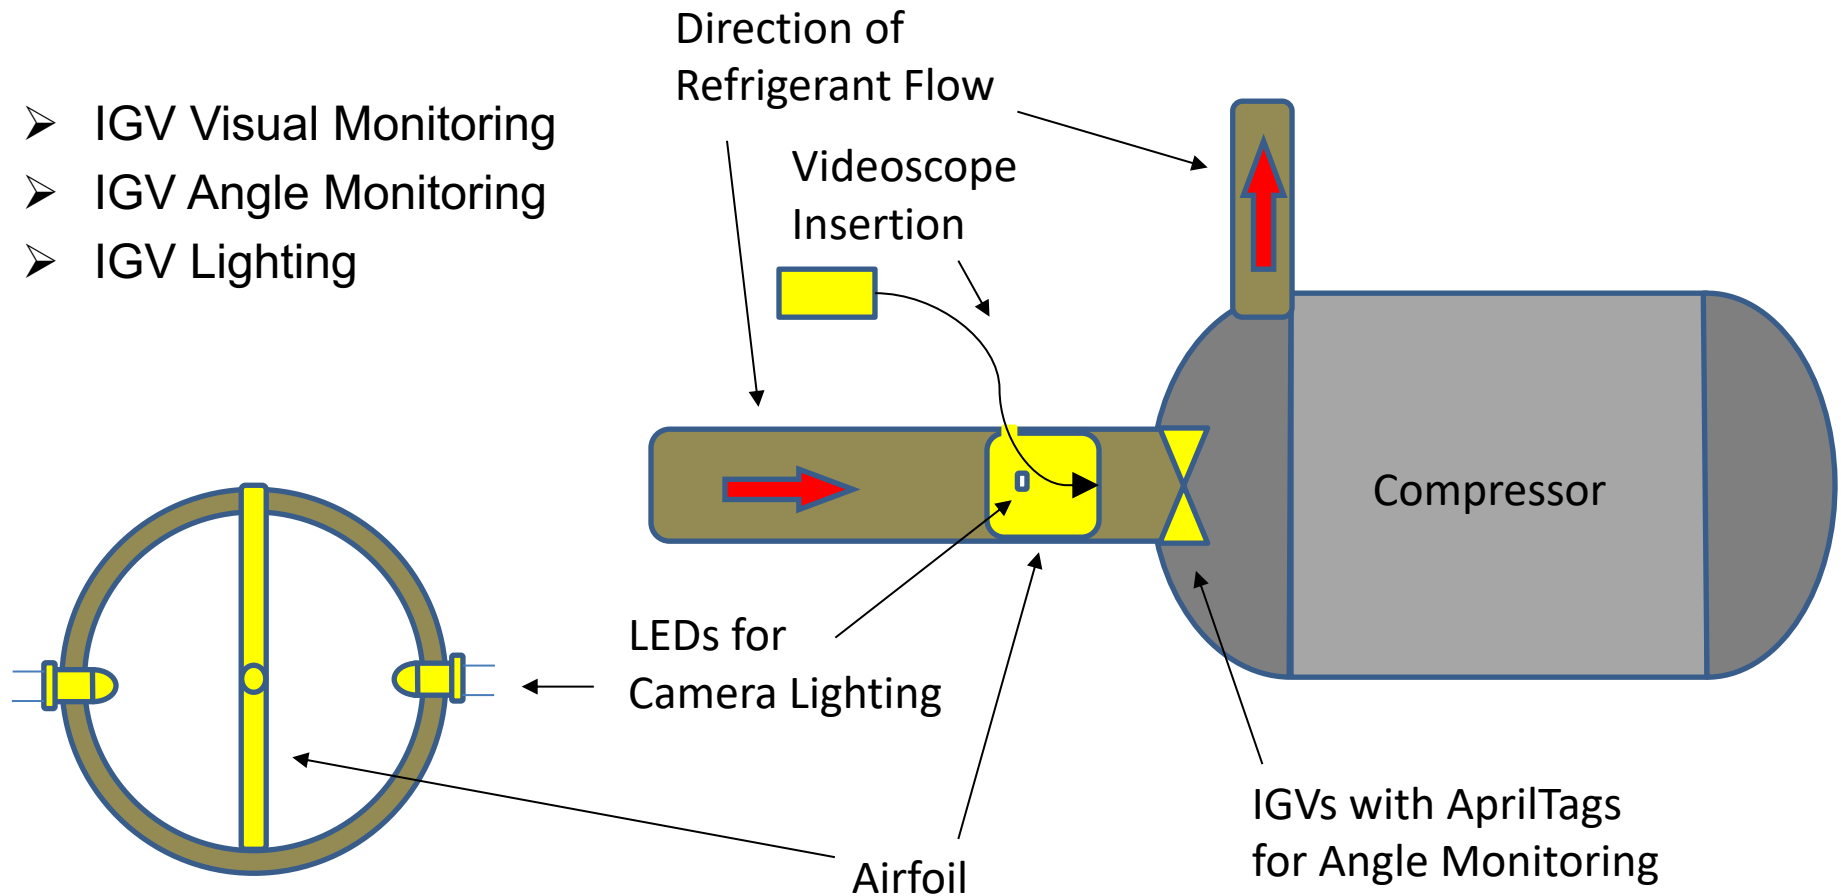 Direction of
Refrigerant Flow
➢ IGV Visual Monitoring
➢ IGV Angle Monitoring
➢ IGV Lighting
Videoscope
Insertion
Compressor
LEDs for
Camera Lighting
IGVs with AprilTags
for Angle Monitoring
Airfoil